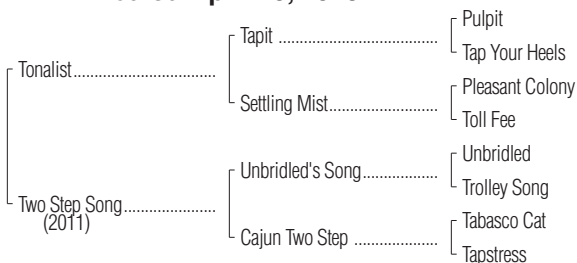 Pulpit
Tapit ........................................
Tap Your Heels
Tonalist....................................
Pleasant Colony
Settling Mist...........................
Toll Fee
Unbridled
Unbridled's Song...................
Trolley Song
Two Step Song.......................
(2011)
Tabasco Cat
Cajun Two Step .....................
Tapstress